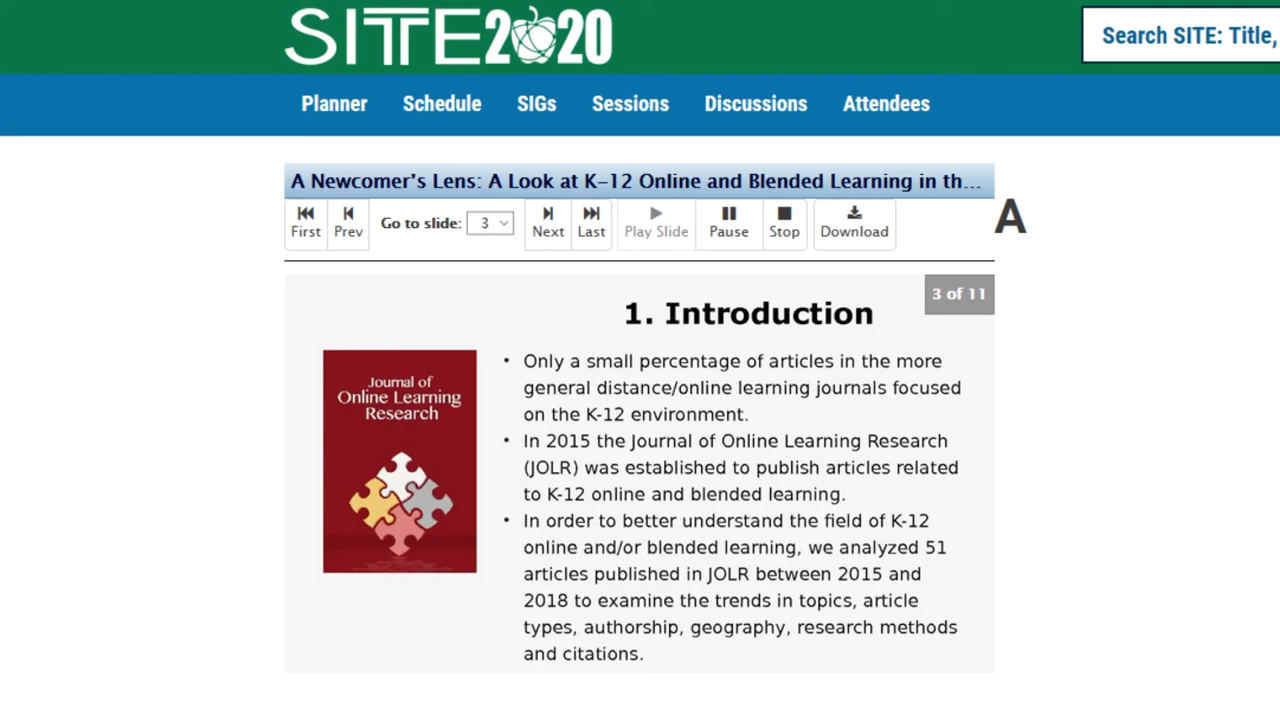 SITE2020
Search SITE: Title,
Planner Schedule SIGs Sessions Discussions Attendees
A Newcomer’s Lens: A Look at K–12 Online and Blended Learning in th...
First Prev Go to slide: 3 Next Last Play Slide Pause Stop Download
A
3 of 11
1. Introduction
Journal of
Online Learning
Research
• Only a small percentage of articles in the more
general distance/online learning journals focused
on the K-12 environment.
• In 2015 the Journal of Online Learning Research
(JOLR) was established to publish articles related
to K-12 online and blended learning.
• In order to better understand the field of K-12
online and/or blended learning, we analyzed 51
articles published in JOLR between 2015 and
2018 to examine the trends in topics, article
types, authorship, geography, research methods
and citations.